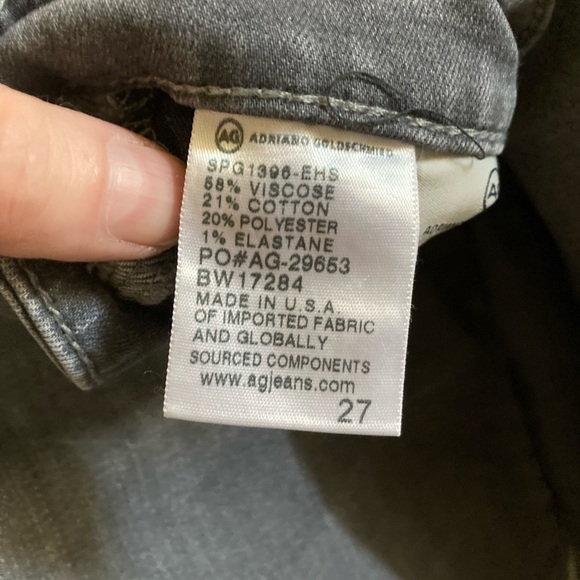 AG ADRIANO GOLDSCHMIED
SPG1396-EHS
58% VISCOSE
21% COTTON
20% POLYESTER
1% ELASTANE
PO#AG-29653
BW17284
MADE IN U.S.A.
OF IMPORTED FABRIC
AND GLOBALLY
SOURCED COMPONENTS
www.agjeans.com
27